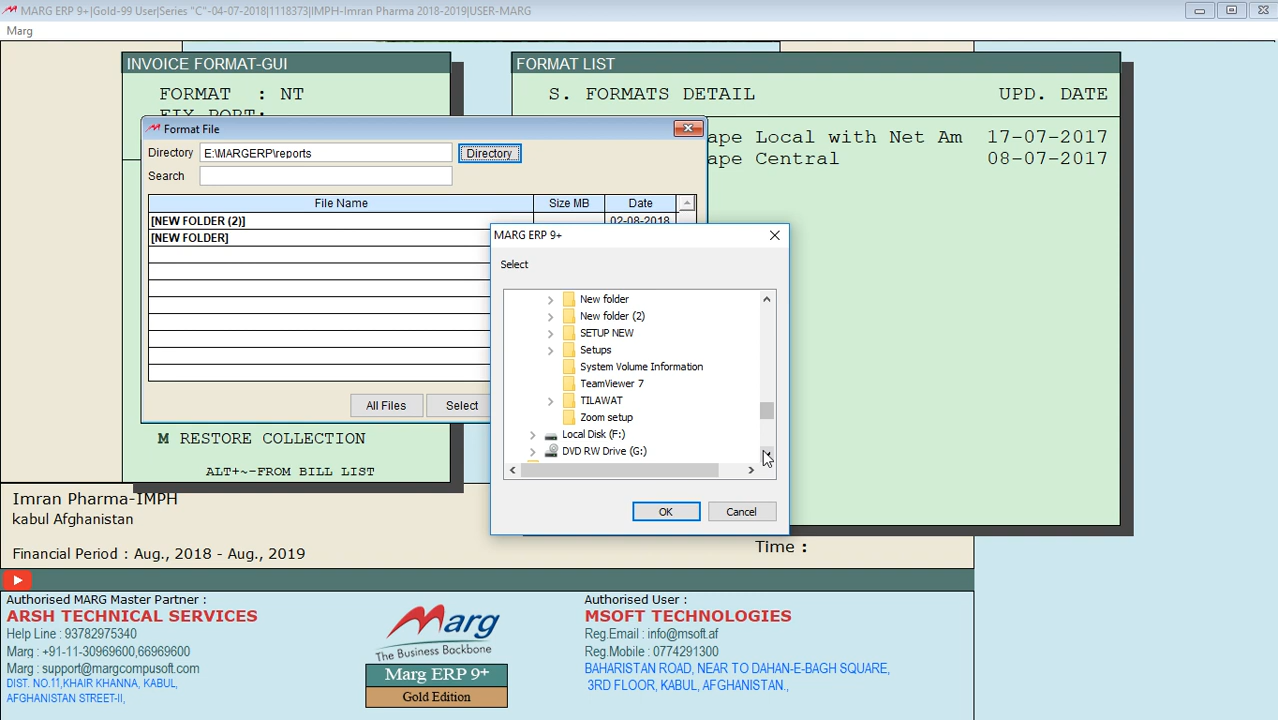 MARG ERP 9+|Gold-99 User|Series "C"-04-07-2018|1118373|IMPH-Imran Pharma 2018-2019|USER-MARG
Marg
INVOICE FORMAT-GUI
FORMAT : NT
FIX PORT:
M RESTORE COLLECTION
ALT+~-FROM BILL LIST
FORMAT LIST
S. FORMATS DETAIL UPD. DATE
ape Local with Net Am 17-07-2017
ape Central 08-07-2017
Format File
Directory E:\MARGERP\reports Directory
Search
File Name Size MB Date
[NEW FOLDER (2)] 02-08-2018
[NEW FOLDER]
All Files Select
MARG ERP 9+
Select
New folder
New folder (2)
SETUP NEW
Setups
System Volume Information
TeamViewer 7
TILAWAT
Zoom setup
Local Disk (F:)
DVD RW Drive (G:)
OK Cancel
Imran Pharma-IMPH
kabul Afghanistan
Financial Period : Aug., 2018 - Aug., 2019
Time :
Authorised MARG Master Partner :
ARSH TECHNICAL SERVICES
Help Line : 93782975340
Marg : +91-11-30969600,66969600
Marg : support@margcompusoft.com
DIST. NO.11,KHAIR KHANNA, KABUL,
AFGHANISTAN STREET-II,
Marg
The Business Backbone
Marg ERP 9+
Gold Edition
Authorised User :
MSOFT TECHNOLOGIES
Reg.Email : info@msoft.af
Reg.Mobile : 0774291300
BAHARISTAN ROAD, NEAR TO DAHAN-E-BAGH SQUARE,
3RD FLOOR, KABUL, AFGHANISTAN.,